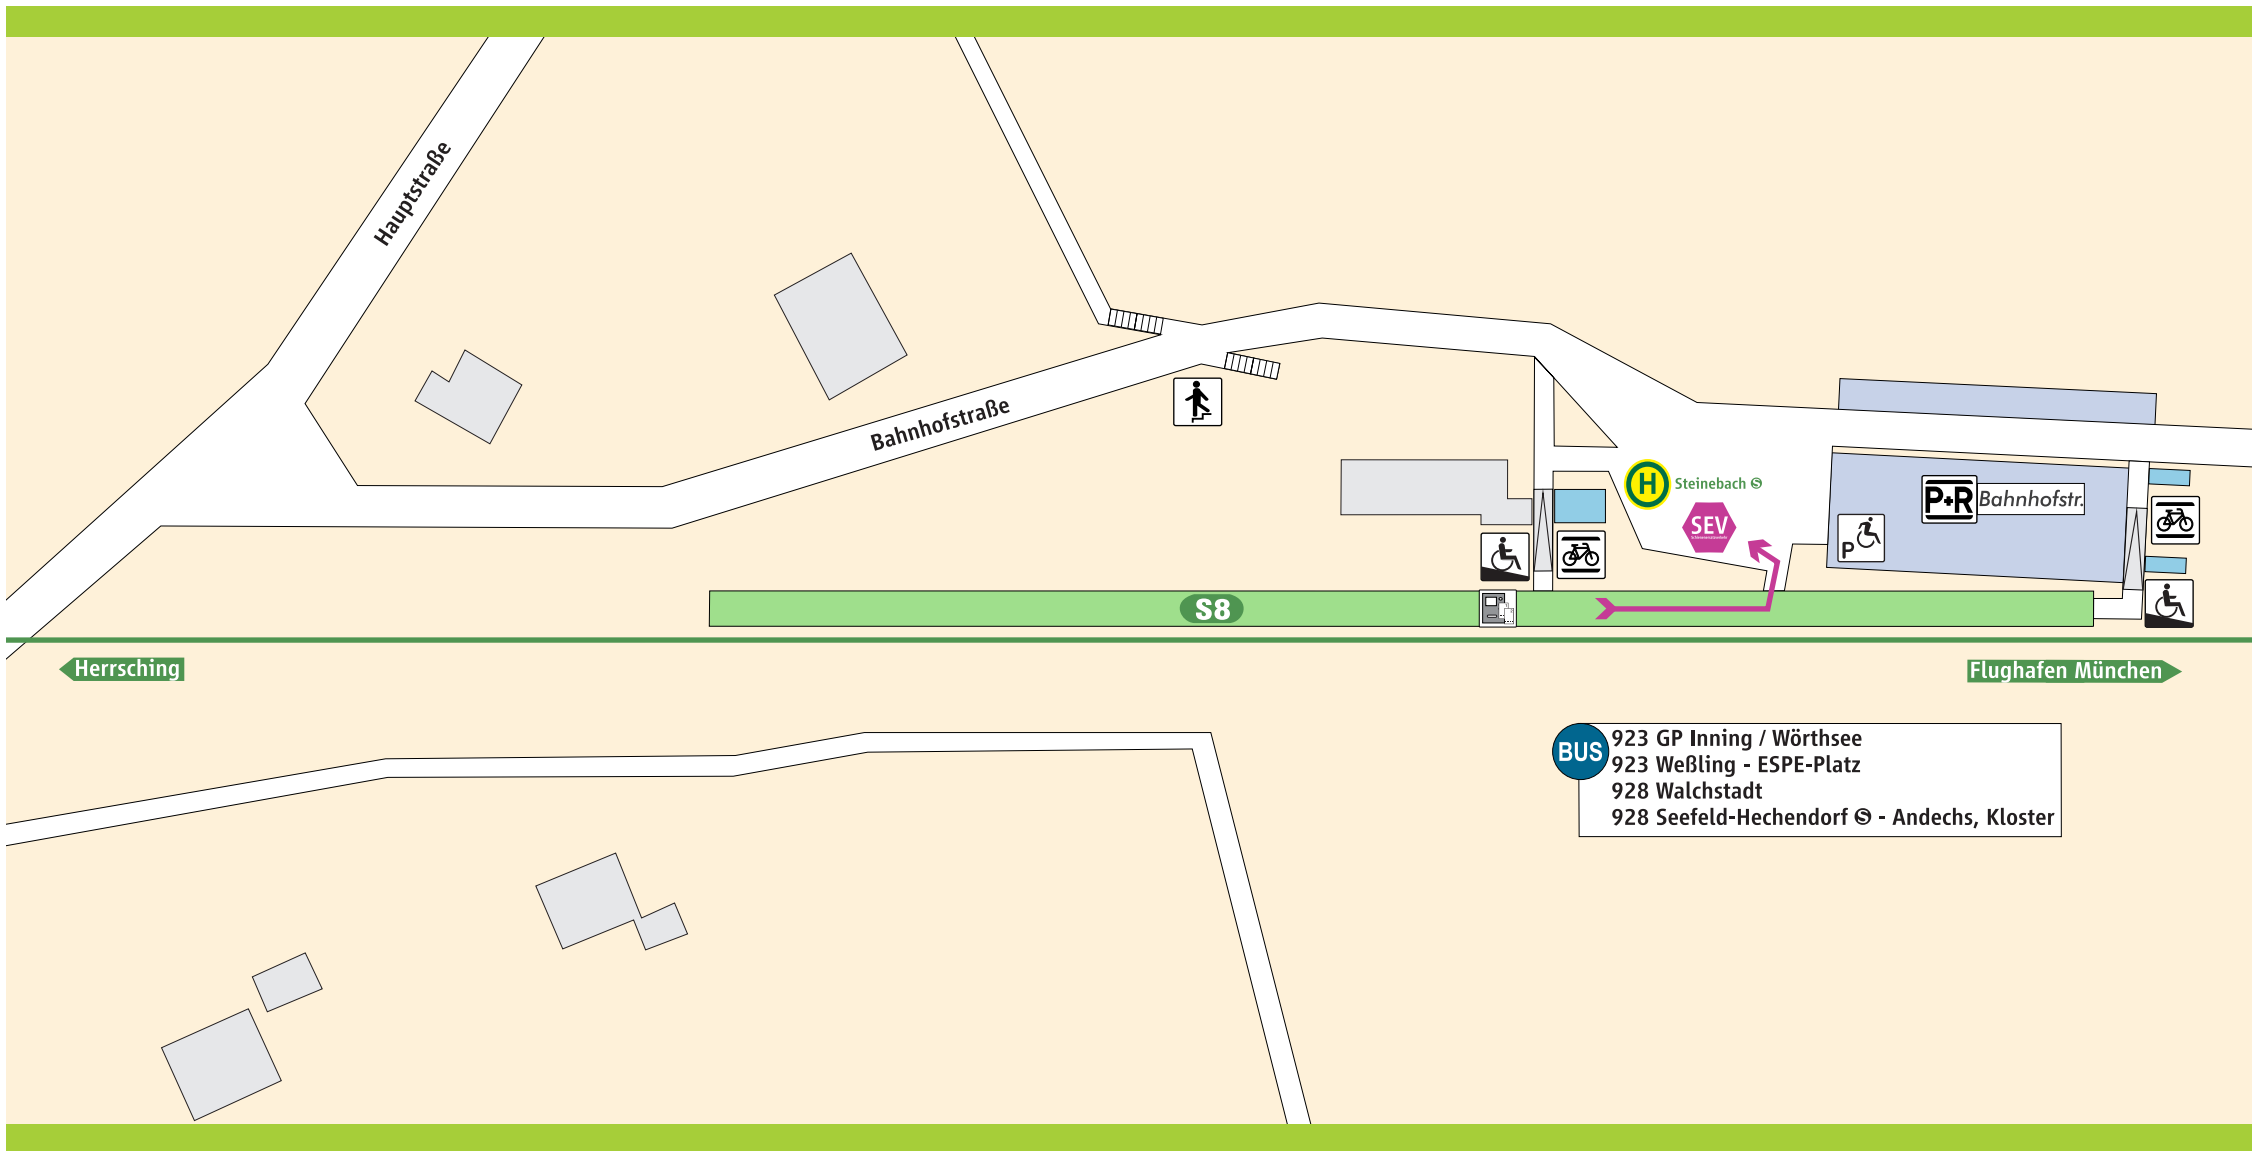 Hauptstraße
Bahnhofstraße
H
Steinebach S
SEV
P+R Bahnhofstr.
P
S8
Herrsching
Flughafen München
BUS
923 GP Inning / Wörthsee
923 Weßling - ESPE-Platz
928 Walchstadt
928 Seefeld-Hechendorf S - Andechs, Kloster